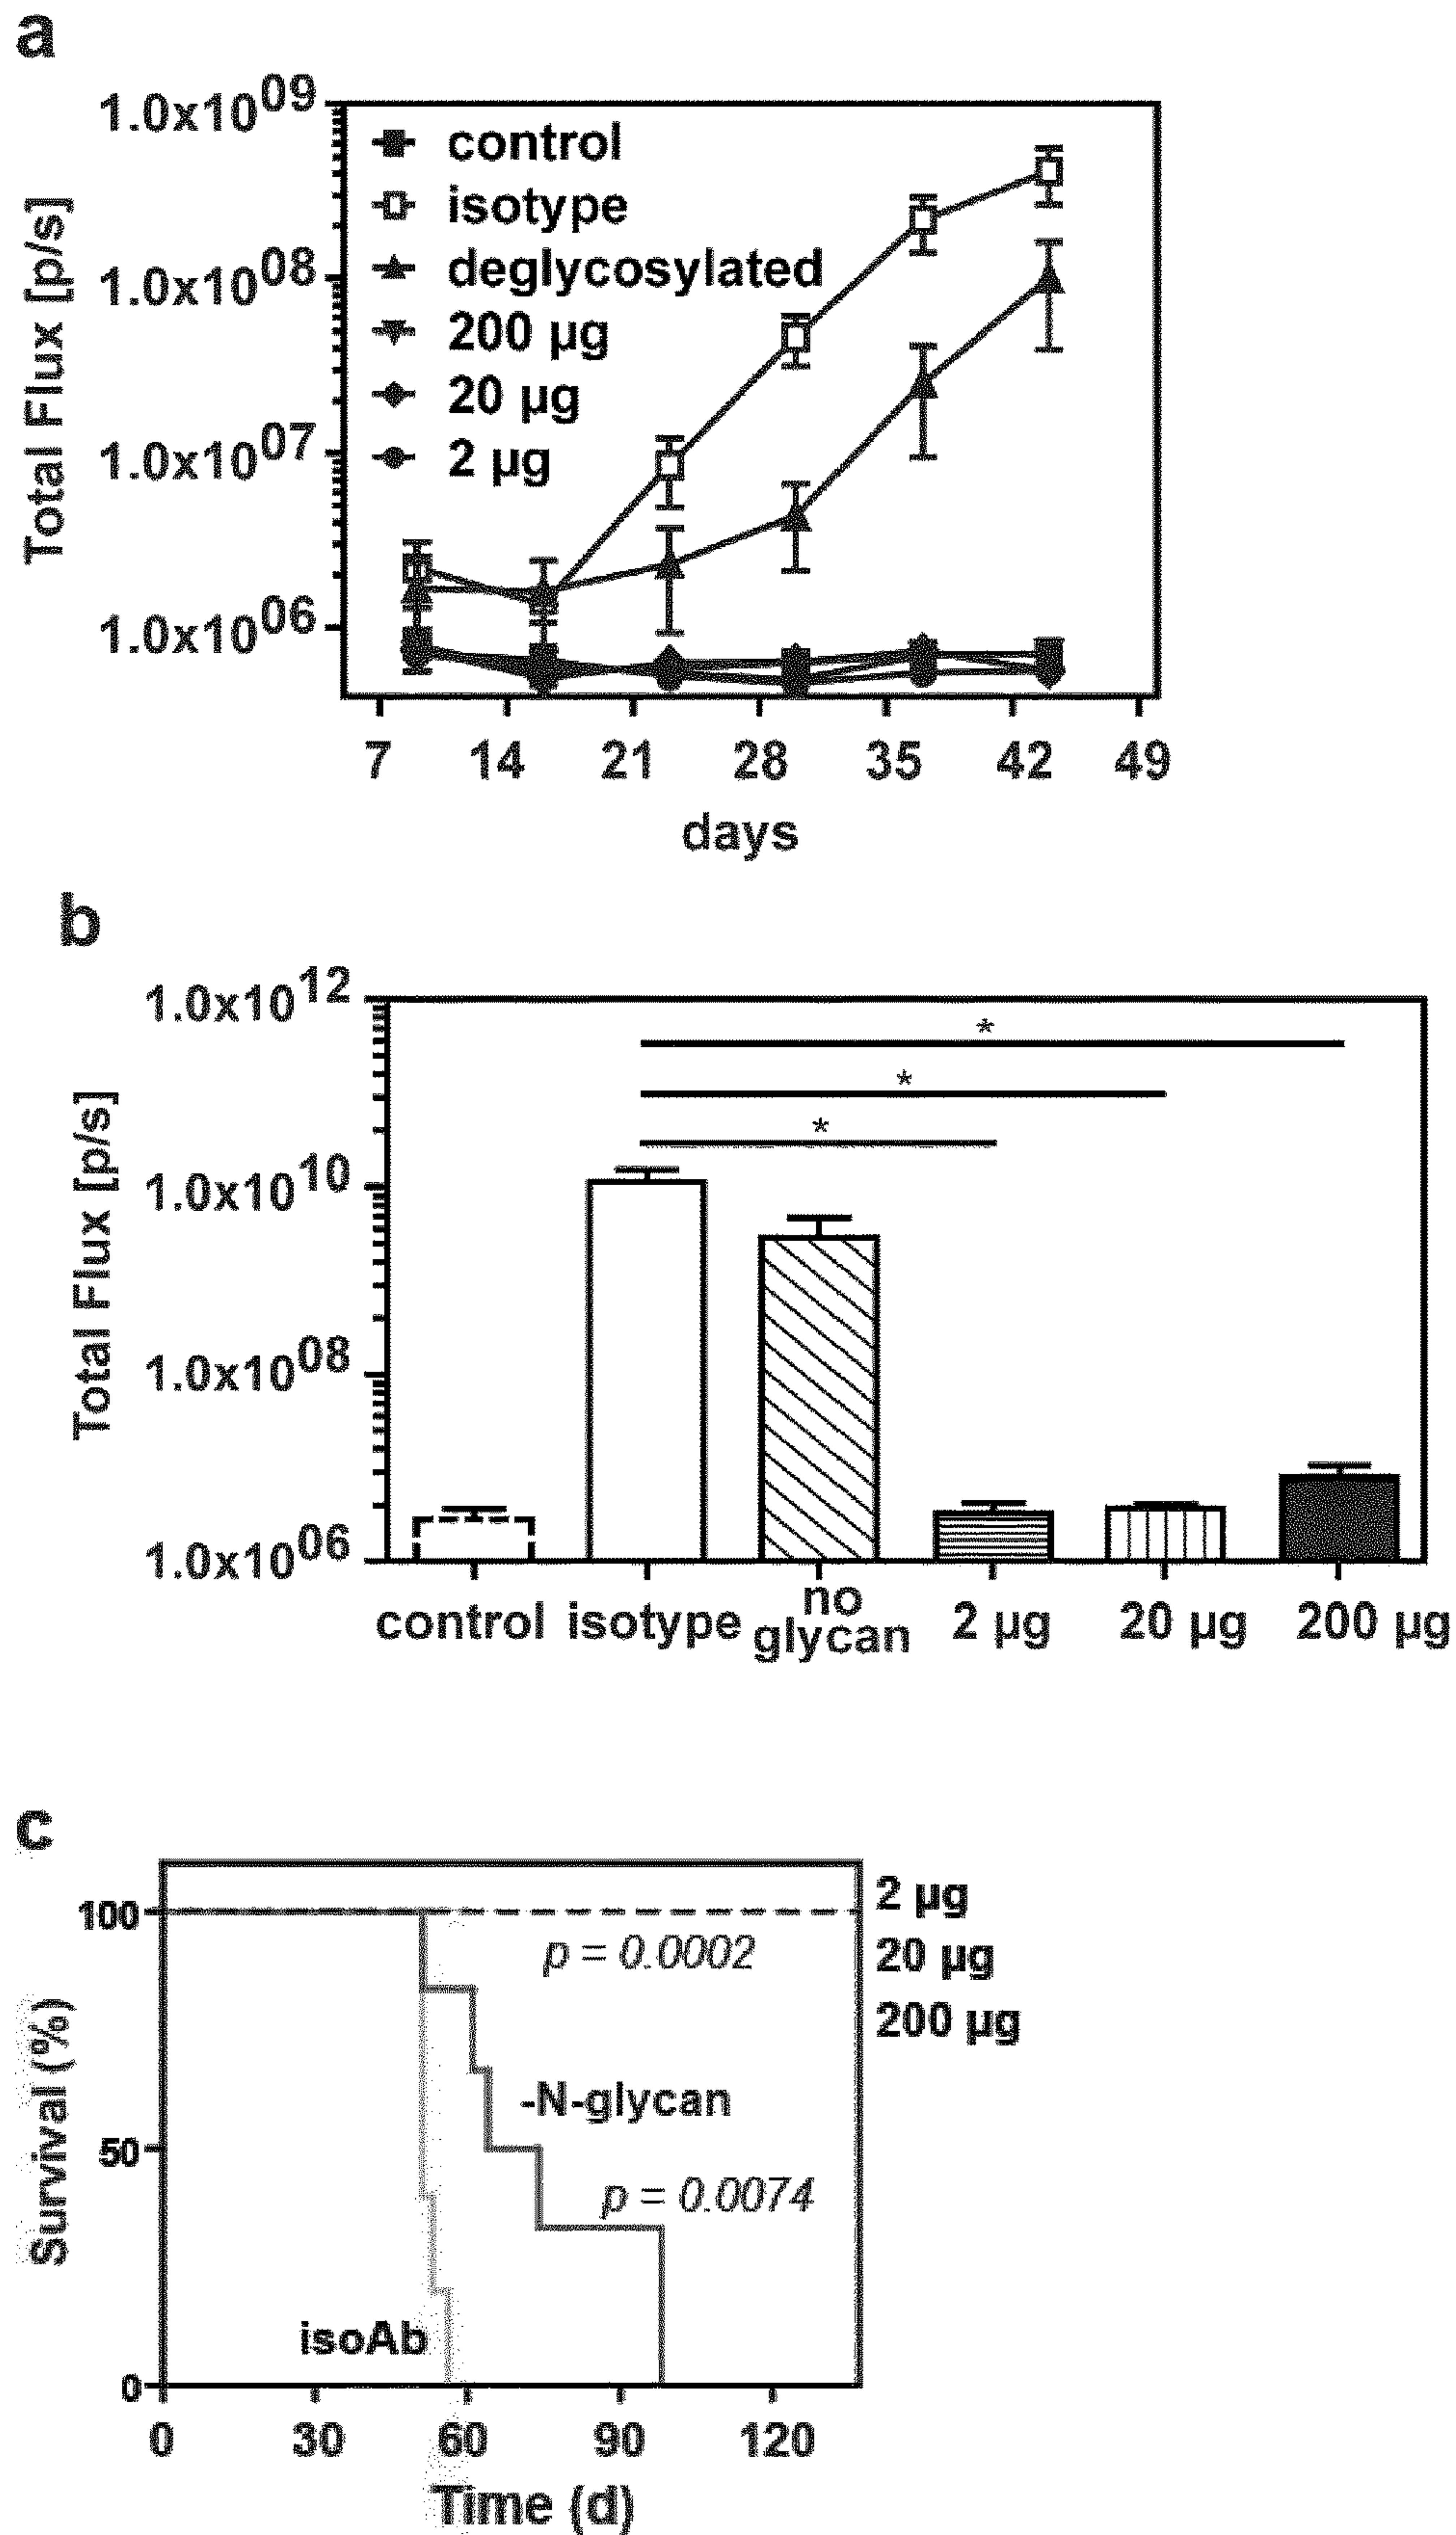 a
1.0x10^09
1.0x10^08
1.0x10^07
1.0x10^06
Total Flux [p/s]
control
isotype
deglycosylated
200 µg
20 µg
2 µg
7 14 21 28 35 42 49
days
b
1.0x10^12
1.0x10^10
1.0x10^08
1.0x10^06
Total Flux [p/s]
*
*
*
control isotype no glycan 2 µg 20 µg 200 µg
c
100
50
0
Survival (%)
2 µg
20 µg
200 µg
p = 0.0002
-N-glycan
p = 0.0074
isoAb
0 30 60 90 120
Time (d)